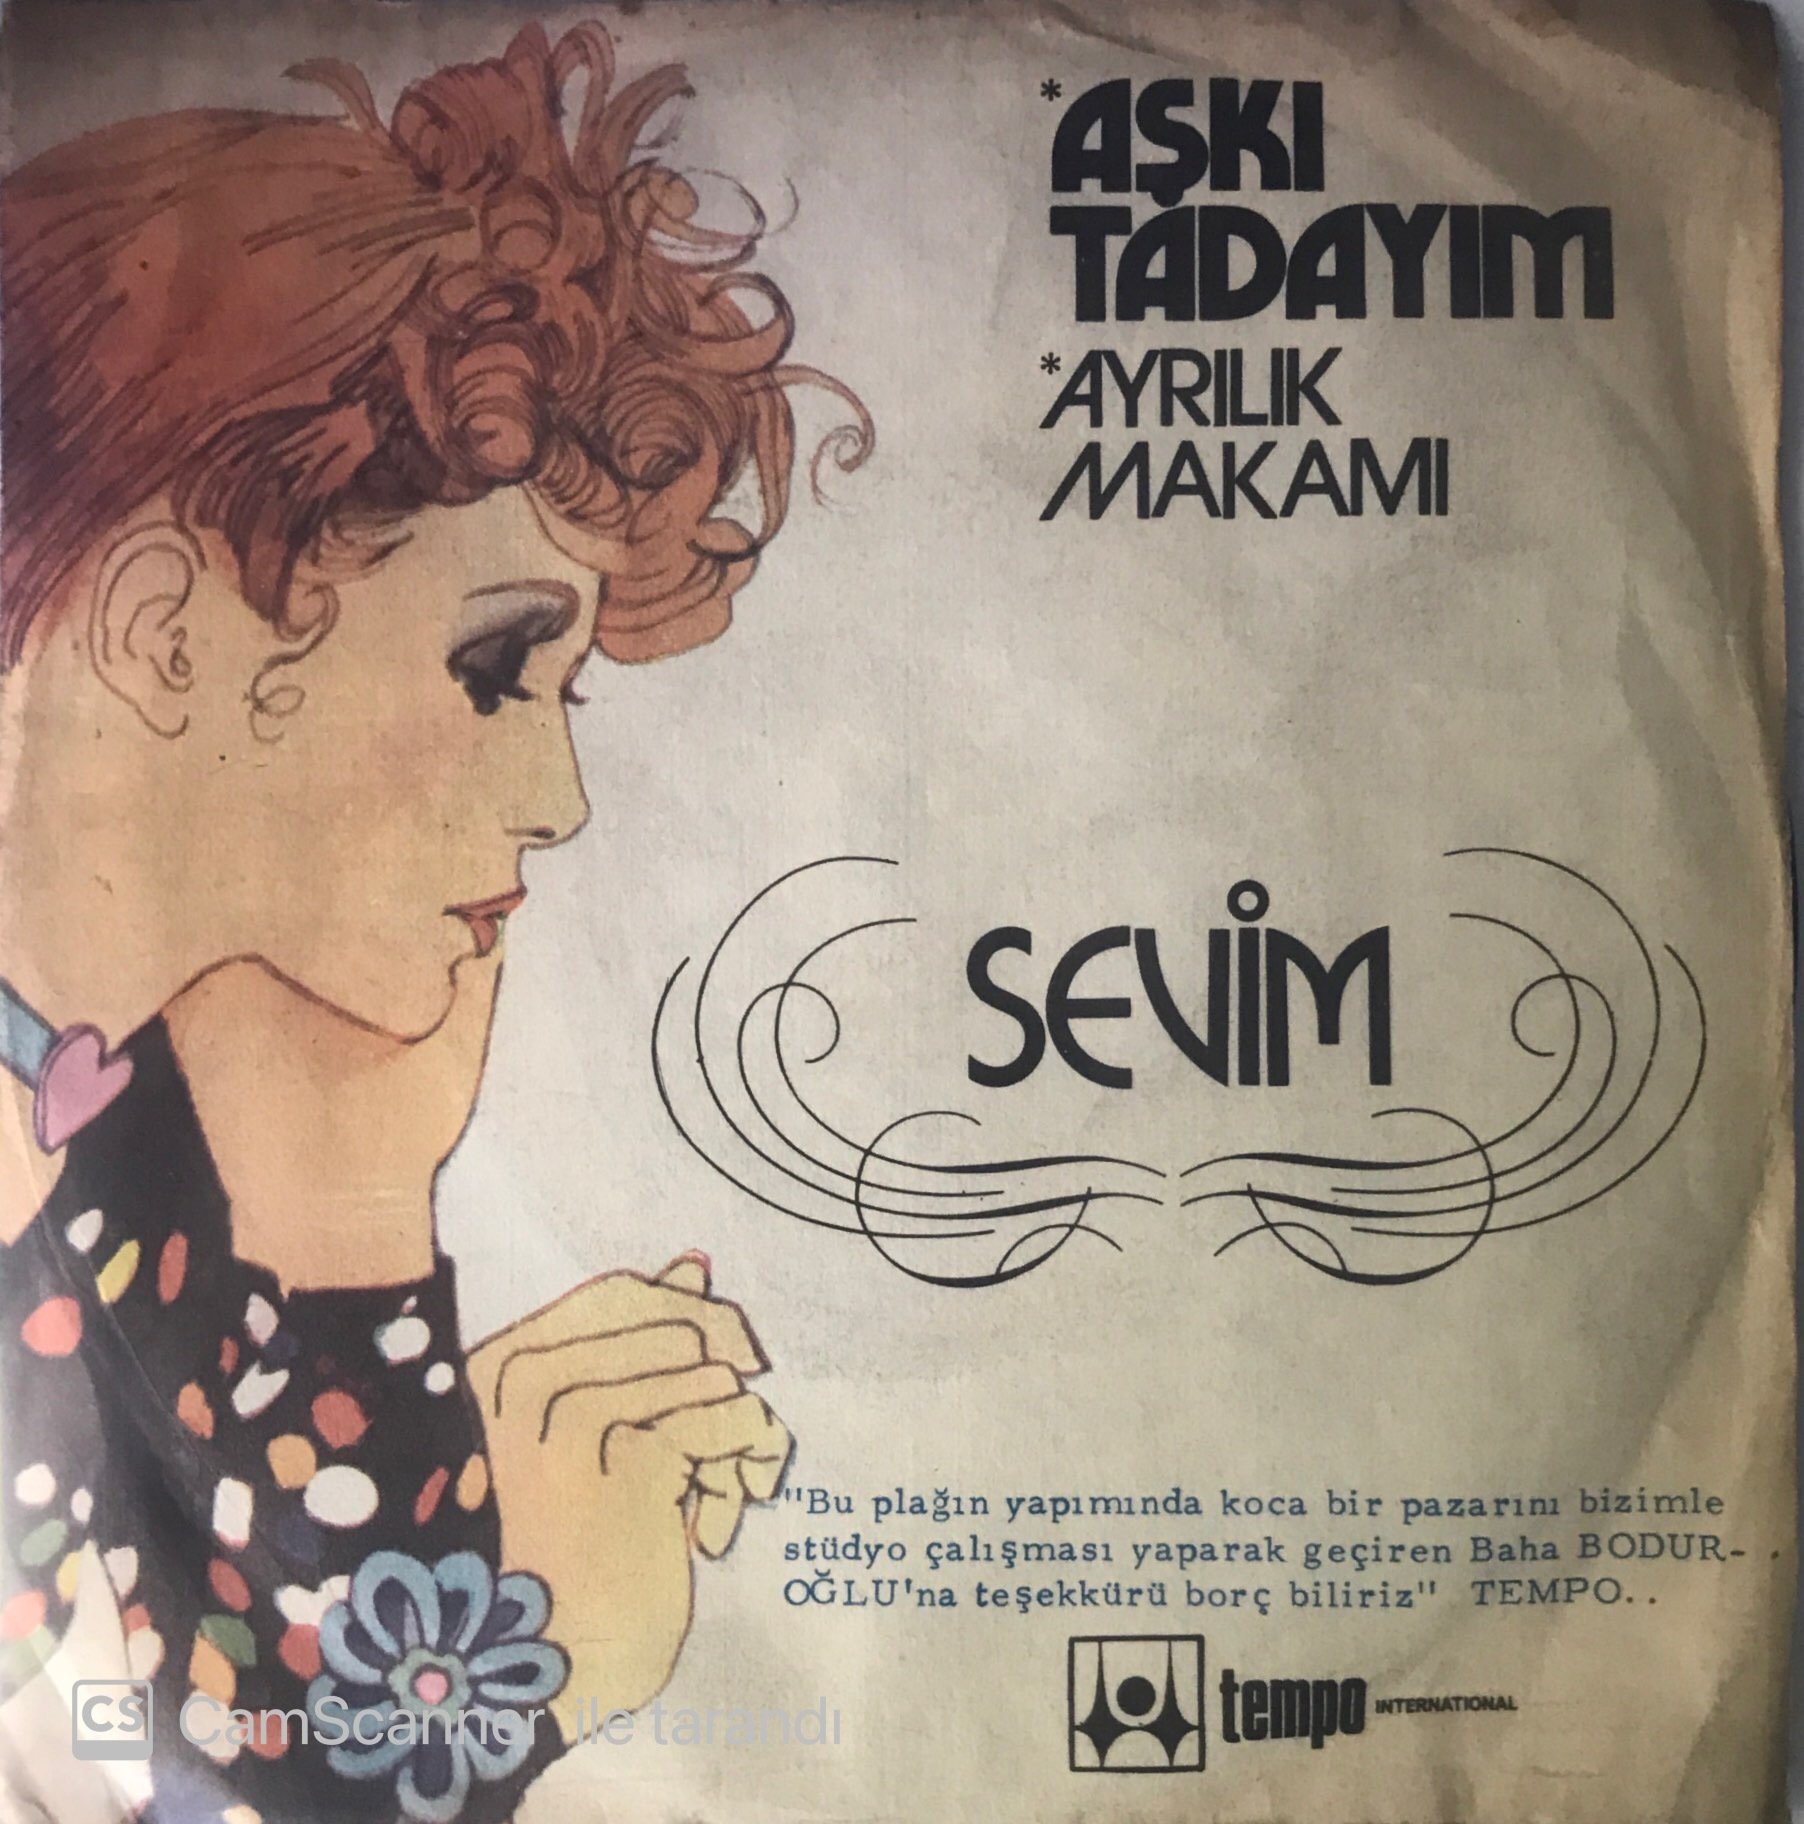 *AŞKI
TADAYIM
*AYRILIK
MAKAMI
SEVİM
"Bu plağın yapımında koca bir pazarını bizimle
stüdyo çalışması yaparak geçiren Baha BODUR-
OĞLU'na teşekkürü borç biliriz" TEMPO..
tempo INTERNATIONAL
CS CamScanner ile tarandı